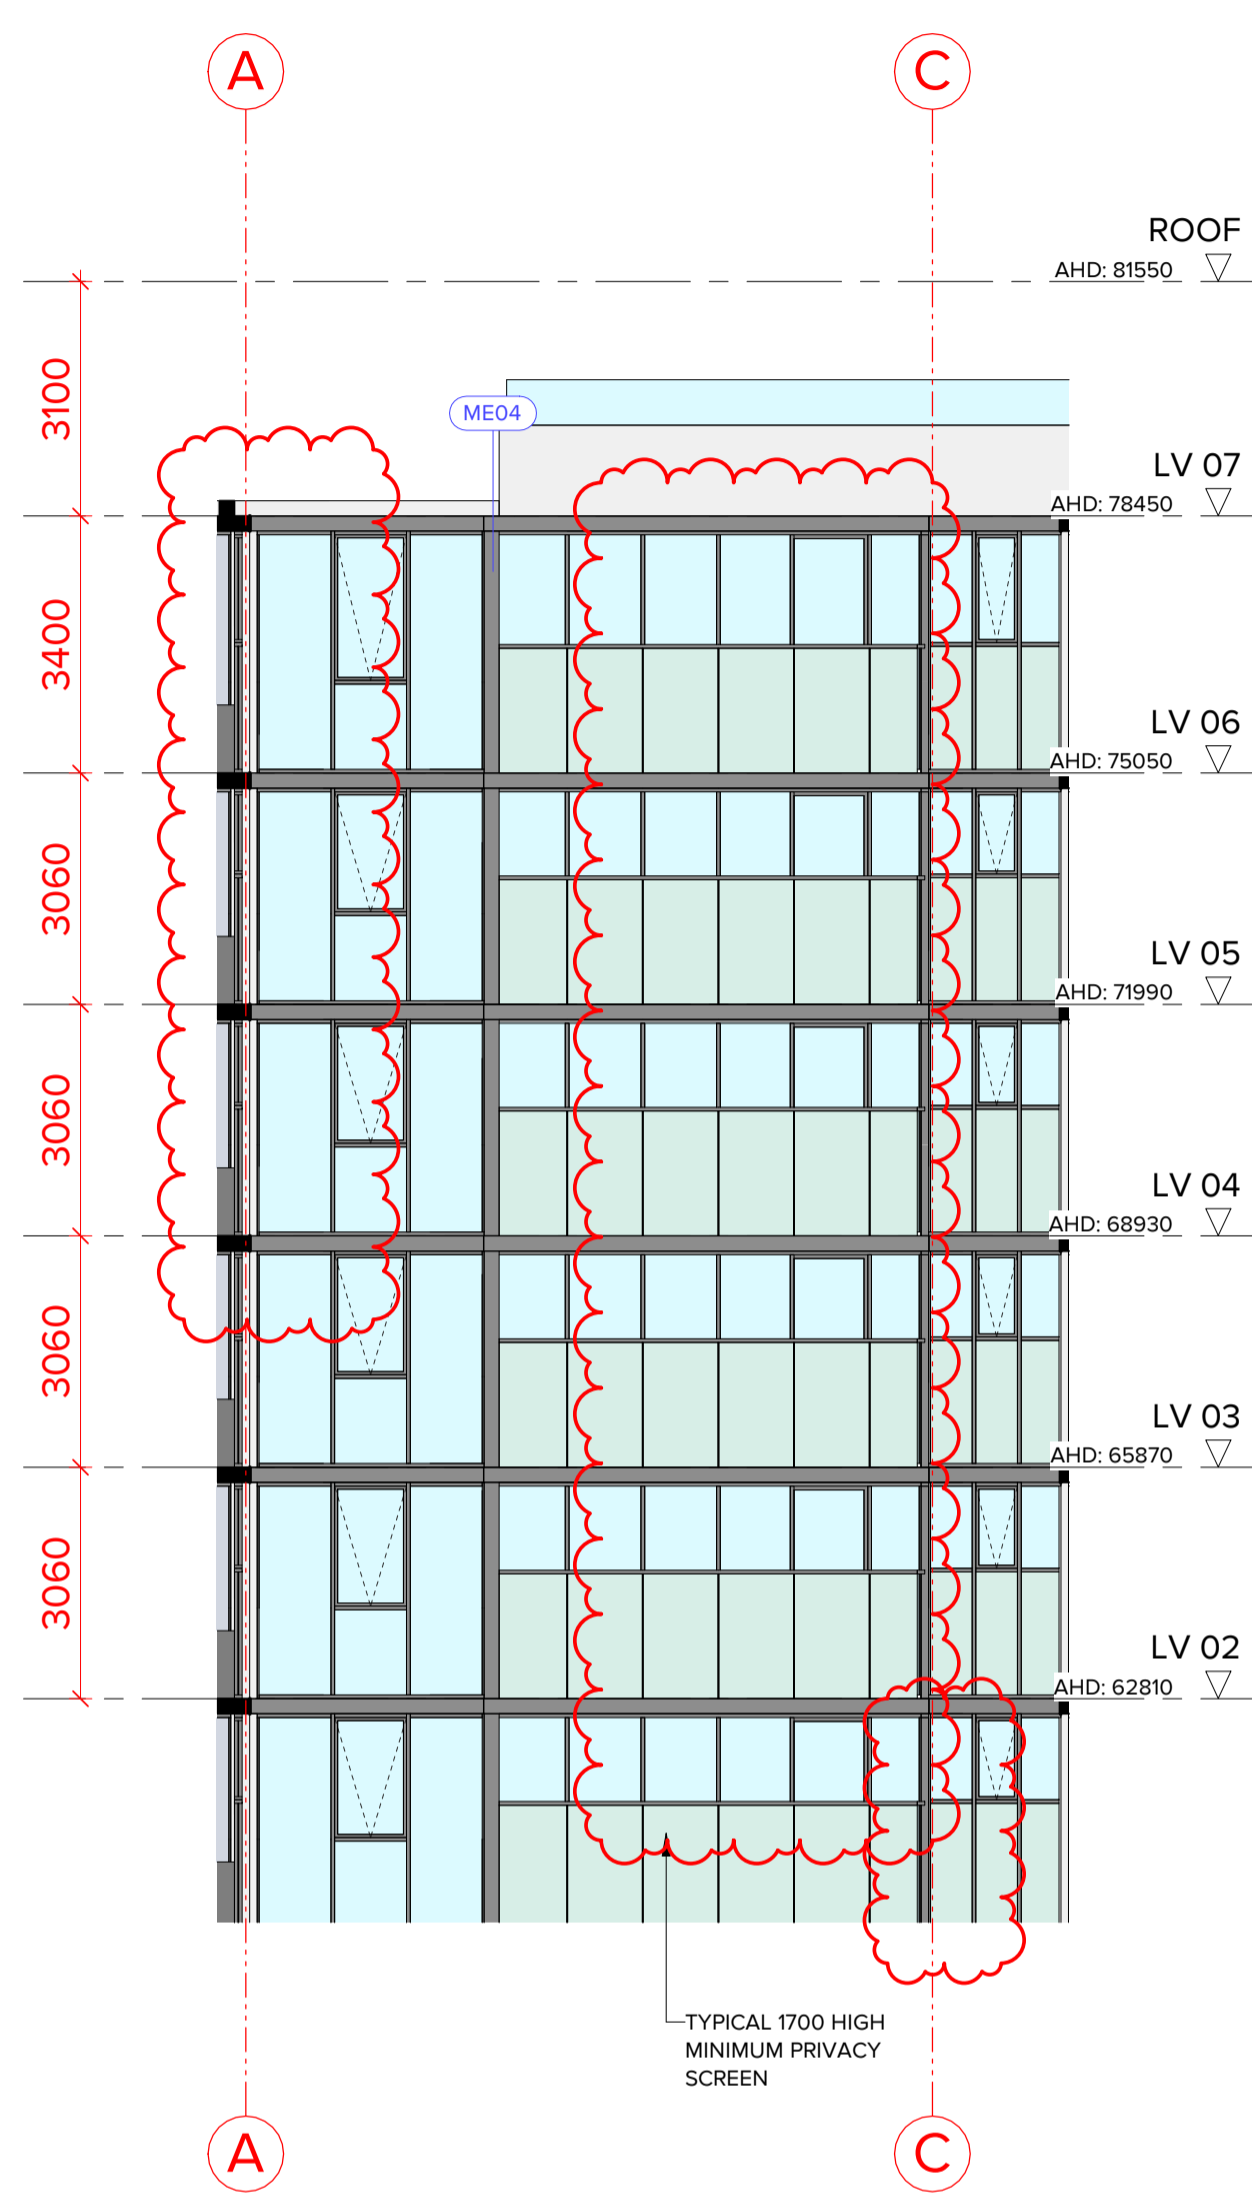 A
C
ROOF
AHD: 81550
3100
ME04
LV 07
AHD: 78450
3400
LV 06
AHD: 75050
3060
LV 05
AHD: 71990
3060
LV 04
AHD: 68930
3060
LV 03
AHD: 65870
3060
LV 02
AHD: 62810
TYPICAL 1700 HIGH
MINIMUM PRIVACY
SCREEN
A
C